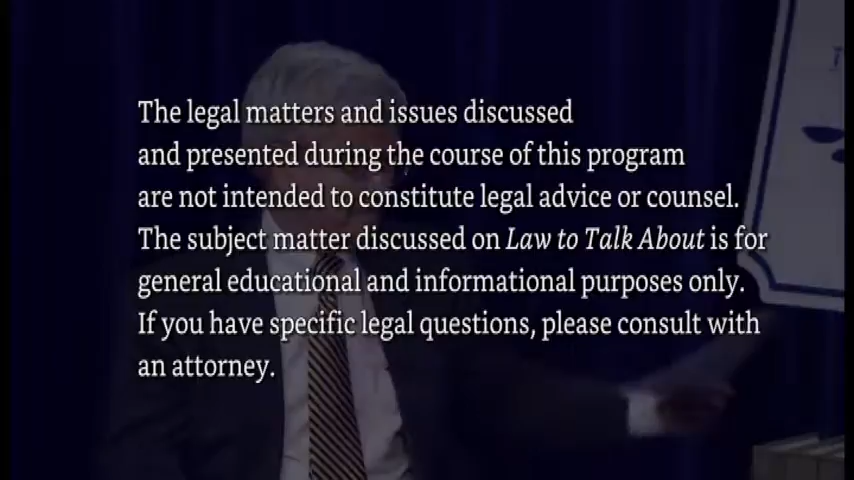 The legal matters and issues discussed
and presented during the course of this program
are not intended to constitute legal advice or counsel.
The subject matter discussed on Law to Talk About is for
general educational and informational purposes only.
If you have specific legal questions, please consult with
an attorney.